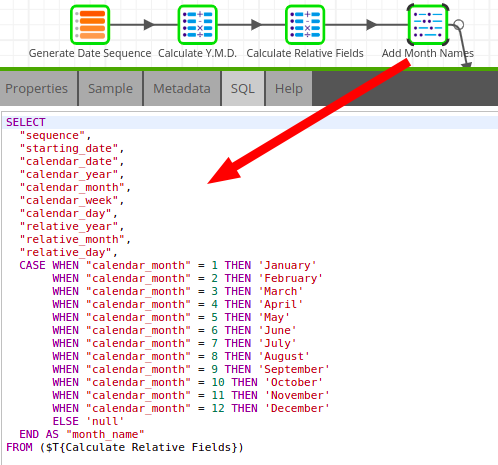 Generate Date Sequence Calculate Y.M.D. Calculate Relative Fields Add Month Names
Properties Sample Metadata SQL Help
SELECT
  "sequence",
  "starting_date",
  "calendar_date",
  "calendar_year",
  "calendar_month",
  "calendar_week",
  "calendar_day",
  "relative_year",
  "relative_month",
  "relative_day",
  CASE WHEN "calendar_month" = 1 THEN 'January'
       WHEN "calendar_month" = 2 THEN 'February'
       WHEN "calendar_month" = 3 THEN 'March'
       WHEN "calendar_month" = 4 THEN 'April'
       WHEN "calendar_month" = 5 THEN 'May'
       WHEN "calendar_month" = 6 THEN 'June'
       WHEN "calendar_month" = 7 THEN 'July'
       WHEN "calendar_month" = 8 THEN 'August'
       WHEN "calendar_month" = 9 THEN 'September'
       WHEN "calendar_month" = 10 THEN 'October'
       WHEN "calendar_month" = 11 THEN 'November'
       WHEN "calendar_month" = 12 THEN 'December'
       ELSE 'null'
  END AS "month_name"
FROM ($T{Calculate Relative Fields})